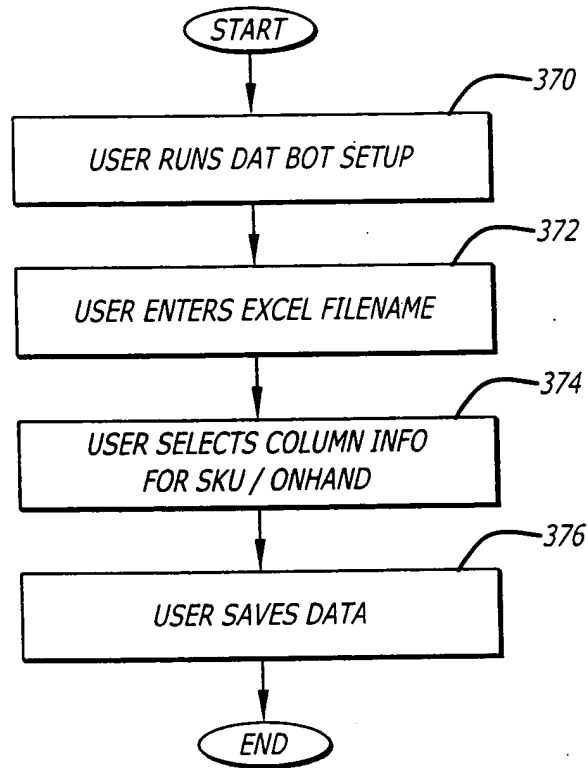 START
370
USER RUNS DAT BOT SETUP
372
USER ENTERS EXCEL FILENAME
374
USER SELECTS COLUMN INFO
FOR SKU / ONHAND
376
USER SAVES DATA
END